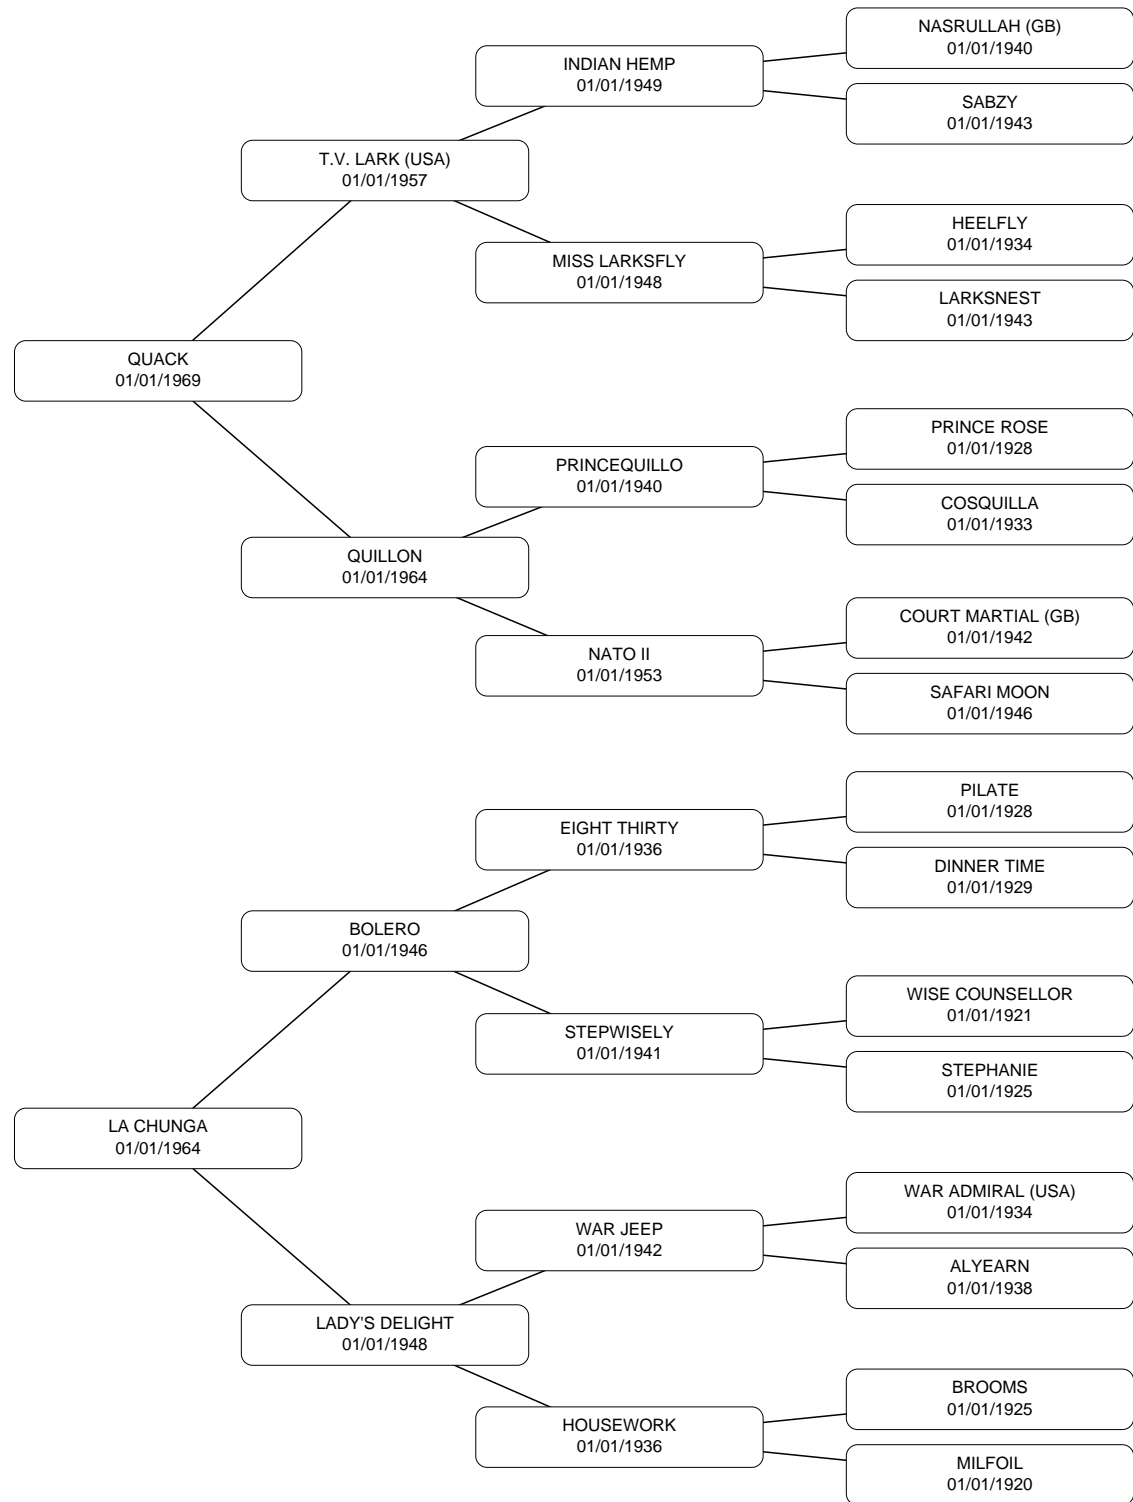 NASRULLAH (GB)
01/01/1940
INDIAN HEMP
01/01/1949
SABZY
01/01/1943
T.V. LARK (USA)
01/01/1957
HEELFLY
01/01/1934
MISS LARKSFLY
01/01/1948
LARKSNEST
01/01/1943
QUACK
01/01/1969
PRINCE ROSE
01/01/1928
PRINCEQUILLO
01/01/1940
COSQUILLA
01/01/1933
QUILLON
01/01/1964
COURT MARTIAL (GB)
01/01/1942
NATO II
01/01/1953
SAFARI MOON
01/01/1946
PILATE
01/01/1928
EIGHT THIRTY
01/01/1936
DINNER TIME
01/01/1929
BOLERO
01/01/1946
WISE COUNSELLOR
01/01/1921
STEPWISELY
01/01/1941
STEPHANIE
01/01/1925
LA CHUNGA
01/01/1964
WAR ADMIRAL (USA)
01/01/1934
WAR JEEP
01/01/1942
ALYEARN
01/01/1938
LADY'S DELIGHT
01/01/1948
BROOMS
01/01/1925
HOUSEWORK
01/01/1936
MILFOIL
01/01/1920